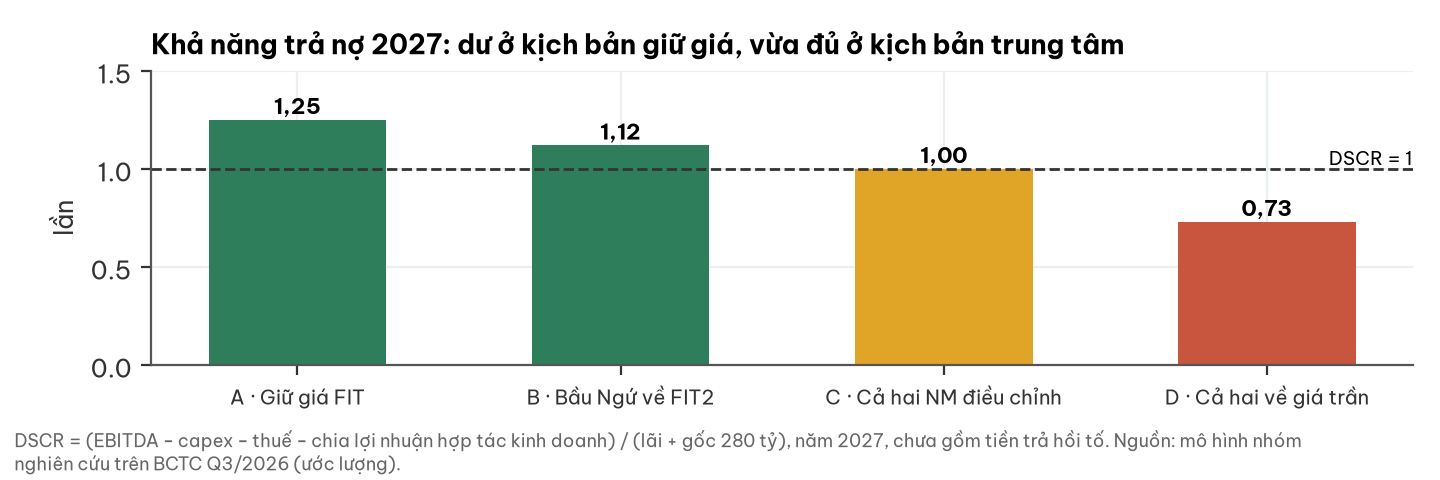 Khả năng trả nợ 2027: dư ở kịch bản giữ giá, vừa đủ ở kịch bản trung tâm
1.5
1.0
0.5
0.0
lần
1,25
1,12
1,00
0,73
DSCR = 1
A · Giữ giá FIT
B · Bầu Ngứ về FIT2
C · Cả hai NM điều chỉnh
D · Cả hai về giá trần
DSCR = (EBITDA – capex – thuế – chia lợi nhuận hợp tác kinh doanh) / (lãi + gốc 280 tỷ), năm 2027, chưa gồm tiền trả hồi tố. Nguồn: mô hình nhóm
nghiên cứu trên BCTC Q3/2026 (ước lượng).